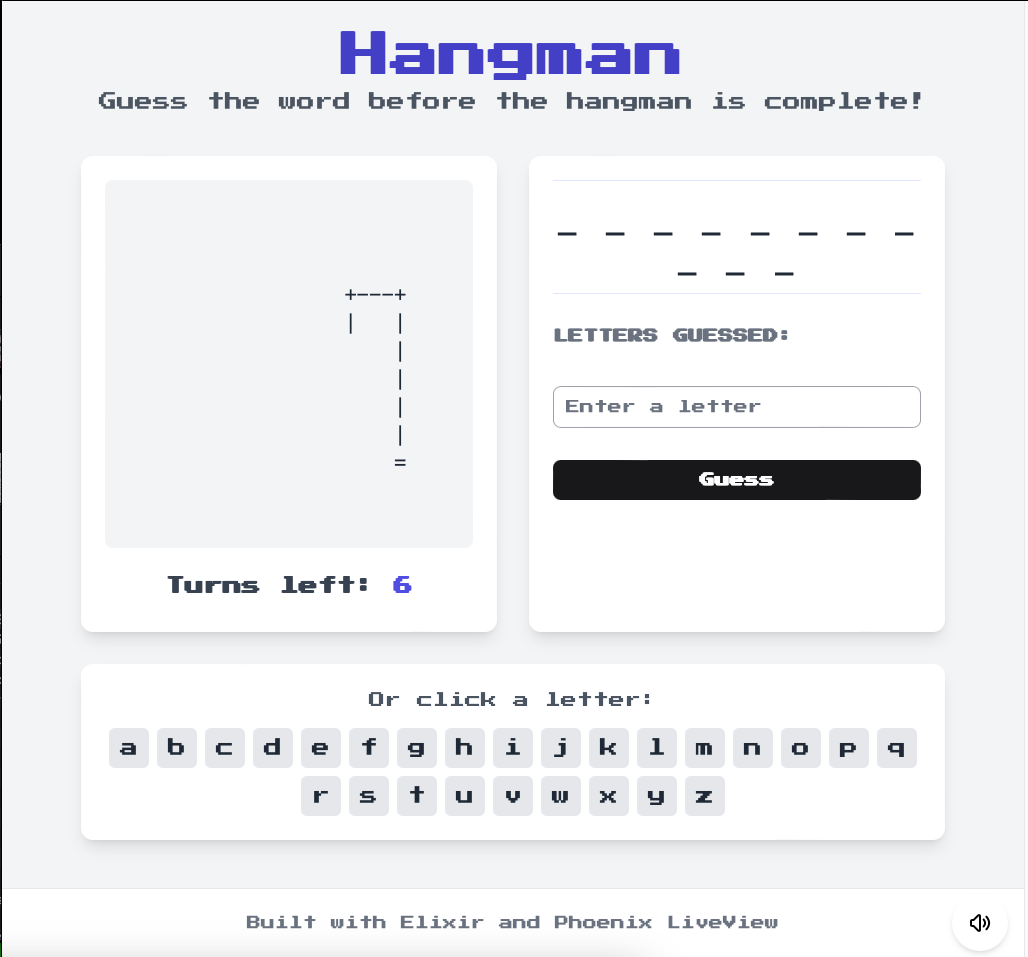 Hangman
Guess the word before the hangman is complete!
+---+
|   |
    |
    |
    |
    |
    =
Turns left: 6
_ _ _ _ _ _ _ _
_ _ _
LETTERS GUESSED:
Enter a letter
Guess
Or click a letter:
a b c d e f g h i j k l m n o p q
r s t u v w x y z
Built with Elixir and Phoenix LiveView